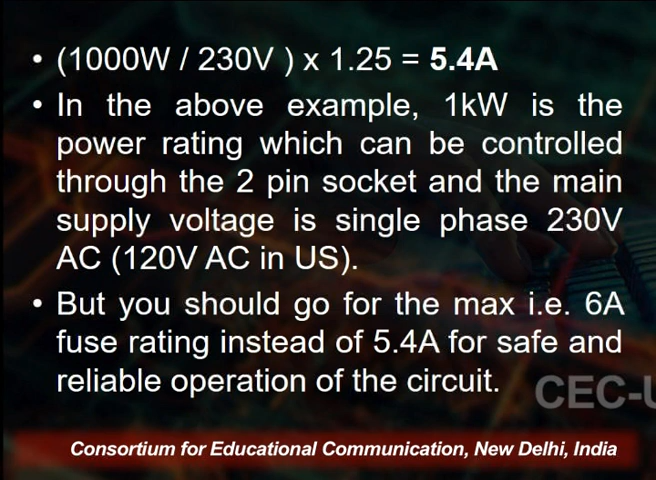 • (1000W / 230V ) x 1.25 = 5.4A
• In the above example, 1kW is the
power rating which can be controlled
through the 2 pin socket and the main
supply voltage is single phase 230V
AC (120V AC in US).
• But you should go for the max i.e. 6A
fuse rating instead of 5.4A for safe and
reliable operation of the circuit.
CEC-U
Consortium for Educational Communication, New Delhi, India